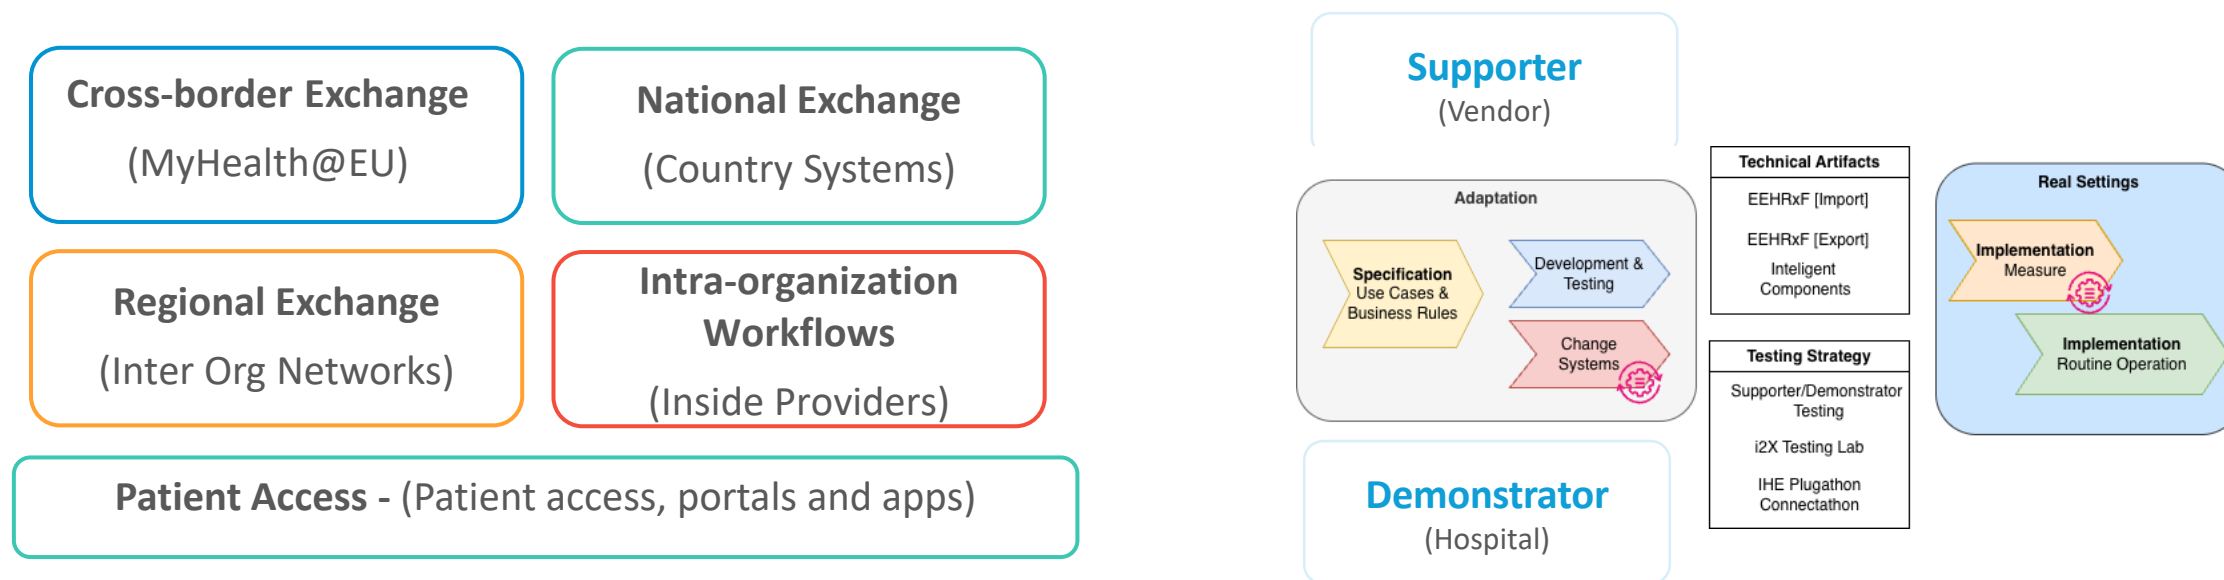 Cross-border Exchange
(MyHealth@EU)
National Exchange
(Country Systems)
Regional Exchange
(Inter Org Networks)
Intra-organization
Workflows
(Inside Providers)
Patient Access - (Patient access, portals and apps)
Supporter
(Vendor)
Adaptation
Specification
Use Cases &
Business Rules
Development &
Testing
Change
Systems
Technical Artifacts
EEHRxF [Import]
EEHRxF [Export]
Inteligent
Components
Testing Strategy
Supporter/Demonstrator
Testing
i2X Testing Lab
IHE Plugathon
Connectathon
Real Settings
Implementation
Measure
Implementation
Routine Operation
Demonstrator
(Hospital)